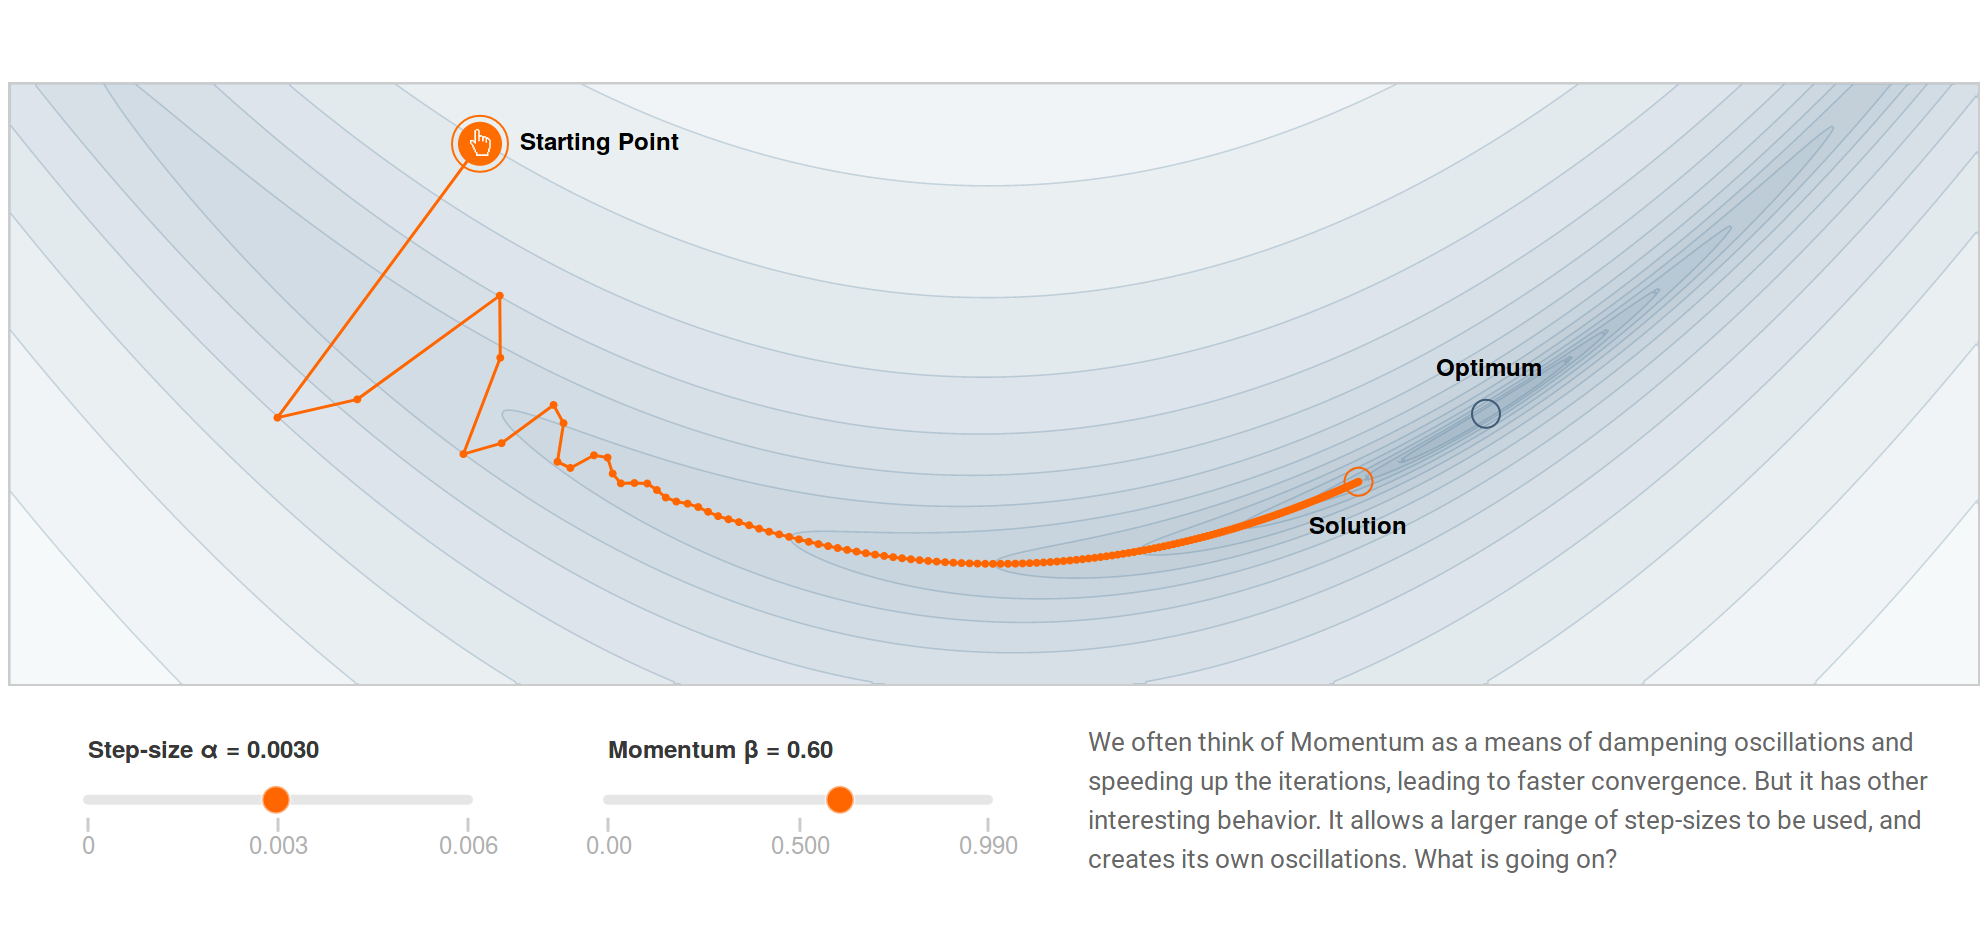 Starting Point
Optimum
Solution
Step-size α = 0.0030
0 0.003 0.006
Momentum β = 0.60
0.00 0.500 0.990
We often think of Momentum as a means of dampening oscillations and
speeding up the iterations, leading to faster convergence. But it has other
interesting behavior. It allows a larger range of step-sizes to be used, and
creates its own oscillations. What is going on?